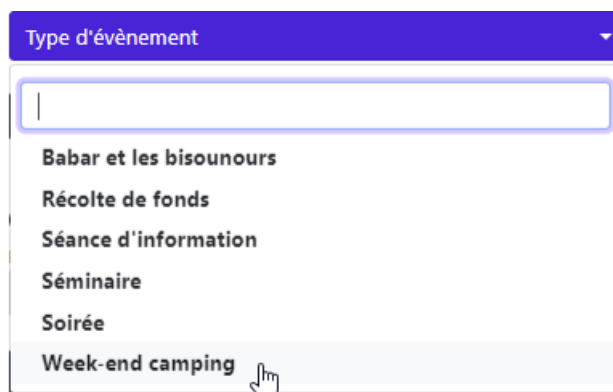 Type d'évènement
Babar et les bisounours
Récolte de fonds
Séance d'information
Séminaire
Soirée
Week-end camping